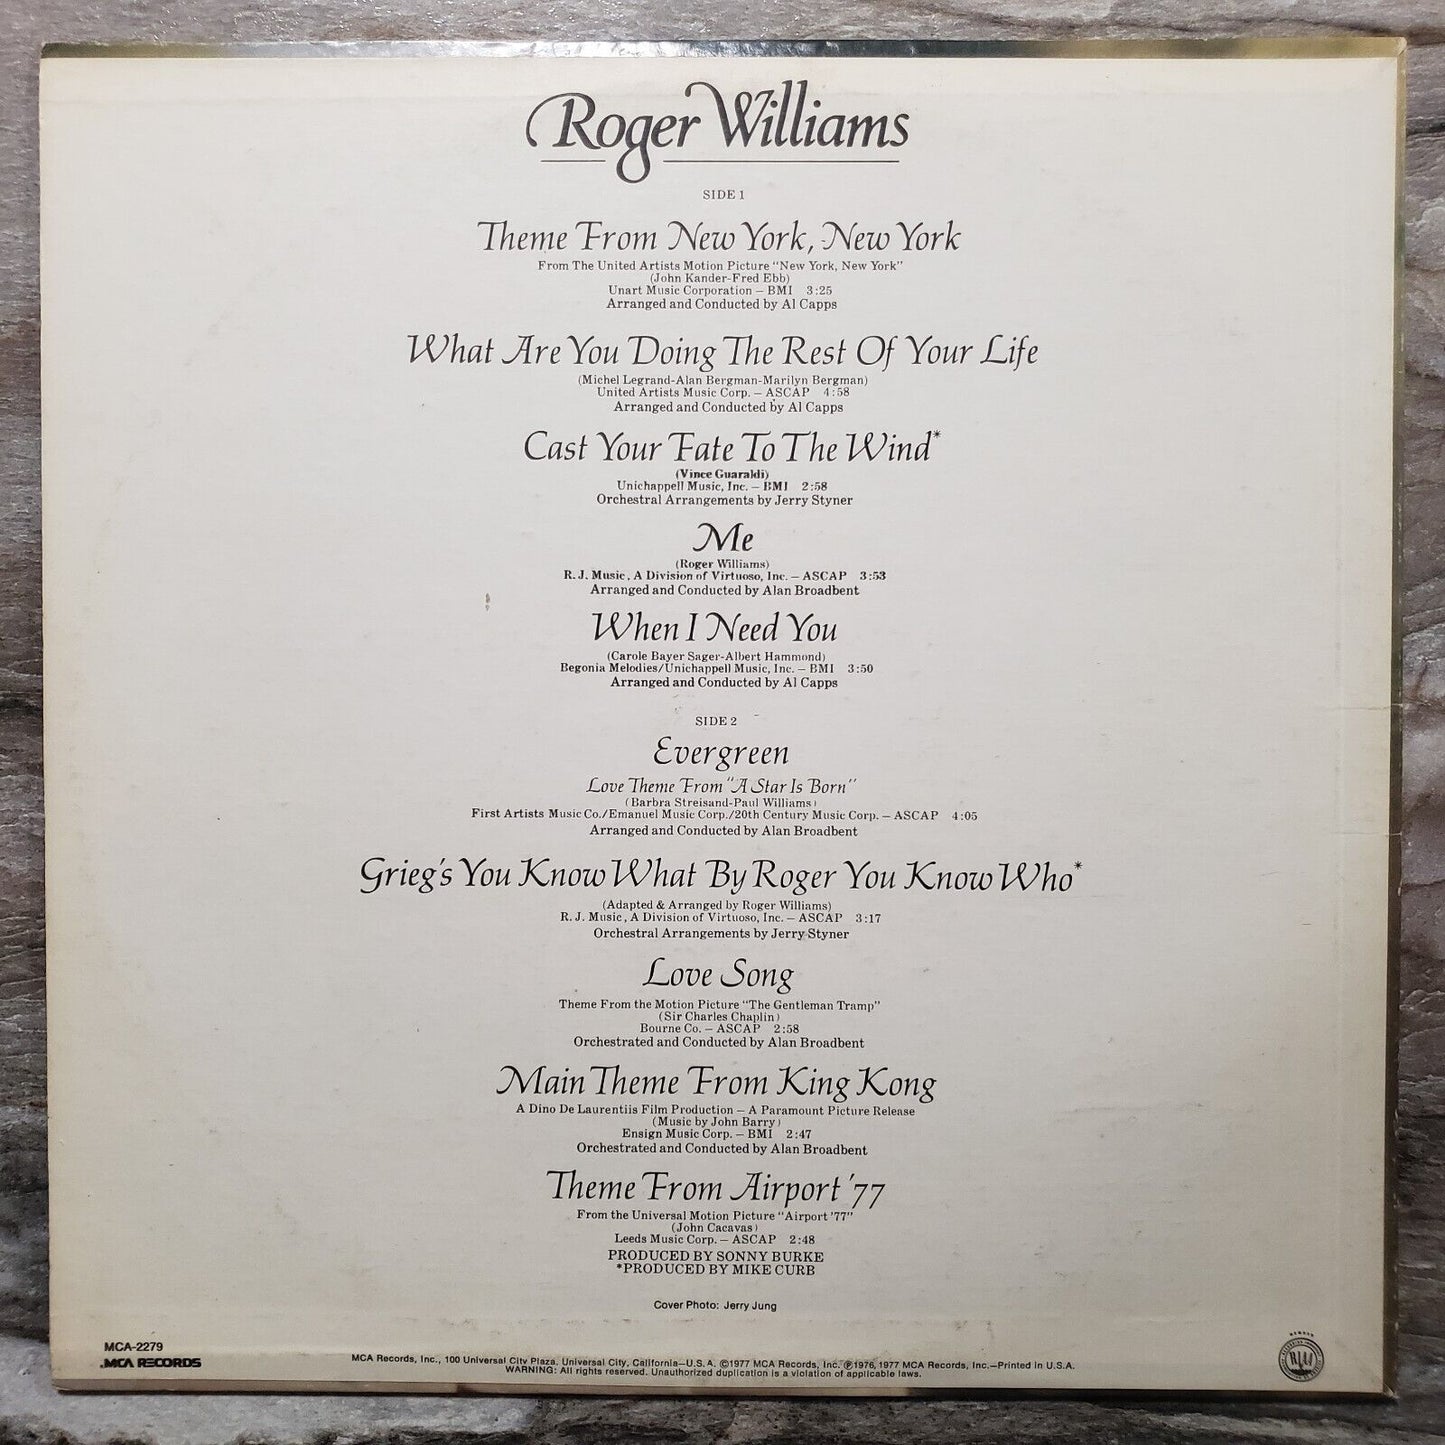 Roger Williams
SIDE 1
Theme From New York, New York
From The United Artists Motion Picture "New York, New York"
(John Kander-Fred Ebb)
Unart Music Corporation – BMI 3:25
Arranged and Conducted by Al Capps
What Are You Doing The Rest Of Your Life
(Michel Legrand-Alan Bergman-Marilyn Bergman)
United Artists Music Corp. – ASCAP 4:58
Arranged and Conducted by Al Capps
Cast Your Fate To The Wind*
(Vince Guaraldi)
Unichappell Music, Inc. – BMI 2:58
Orchestral Arrangements by Jerry Styner
Me
(Roger Williams)
R. J. Music, A Division of Virtuoso, Inc. – ASCAP 3:53
Arranged and Conducted by Alan Broadbent
When I Need You
(Carole Bayer Sager-Albert Hammond)
Begonia Melodies/Unichappell Music, Inc. – BMI 3:50
Arranged and Conducted by Al Capps
SIDE 2
Evergreen
Love Theme From "A Star Is Born"
(Barbra Streisand-Paul Williams)
First Artists Music Co./Emanuel Music Corp./20th Century Music Corp. – ASCAP 4:05
Arranged and Conducted by Alan Broadbent
Grieg's You Know What By Roger You Know Who*
(Adapted & Arranged by Roger Williams)
R. J. Music, A Division of Virtuoso, Inc. – ASCAP 3:17
Orchestral Arrangements by Jerry Styner
Love Song
Theme From the Motion Picture "The Gentleman Tramp"
(Sir Charles Chaplin)
Bourne Co. – ASCAP 2:58
Orchestrated and Conducted by Alan Broadbent
Main Theme From King Kong
A Dino De Laurentiis Film Production – A Paramount Picture Release
(Music by John Barry)
Ensign Music Corp. – BMI 2:47
Orchestrated and Conducted by Alan Broadbent
Theme From Airport '77
From the Universal Motion Picture "Airport '77"
(John Cacavas)
Leeds Music Corp. – ASCAP 2:48
PRODUCED BY SONNY BURKE
*PRODUCED BY MIKE CURB
Cover Photo: Jerry Jung
MCA-2279
MCA RECORDS
MCA Records, Inc., 100 Universal City Plaza, Universal City, California–U.S.A. ©1977 MCA Records, Inc. ℗1976, 1977 MCA Records, Inc.–Printed in U.S.A.
WARNING: All rights reserved. Unauthorized duplication is a violation of applicable laws.
RIAA